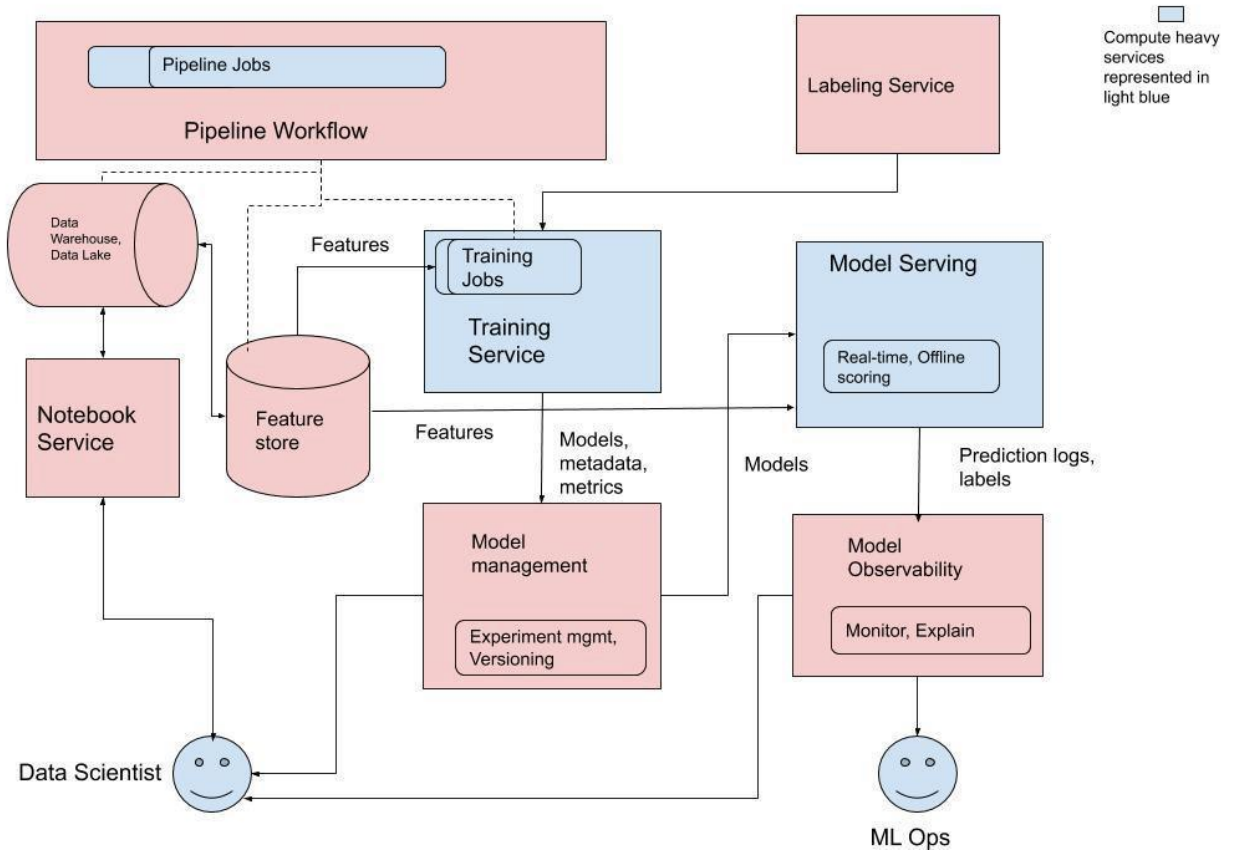 Pipeline Jobs
Pipeline Workflow
Labeling Service
Compute heavy
services
represented in
light blue
Data
Warehouse,
Data Lake
Features
Training
Jobs
Training
Service
Model Serving
Real-time, Offline
scoring
Notebook
Service
Feature
store
Features
Models,
metadata,
metrics
Models
Prediction logs,
labels
Model
management
Experiment mgmt,
Versioning
Model
Observability
Monitor, Explain
Data Scientist
ML Ops